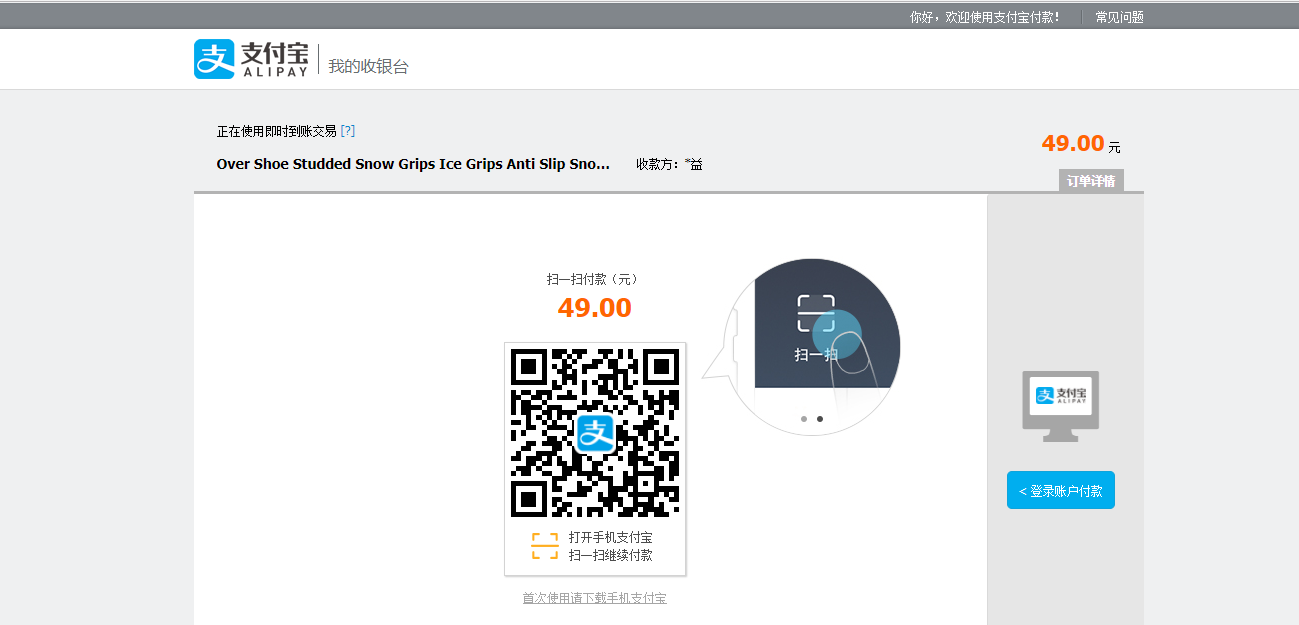 你好，欢迎使用支付宝付款！ 常见问题
支付宝
ALIPAY
我的收银台
正在使用即时到账交易 [?]
Over Shoe Studded Snow Grips Ice Grips Anti Slip Sno... 收款方：*益
49.00 元
订单详情
扫一扫付款（元）
49.00
支
扫一扫
打开手机支付宝
扫一扫继续付款
首次使用请下载手机支付宝
支付宝
ALIPAY
< 登录账户付款